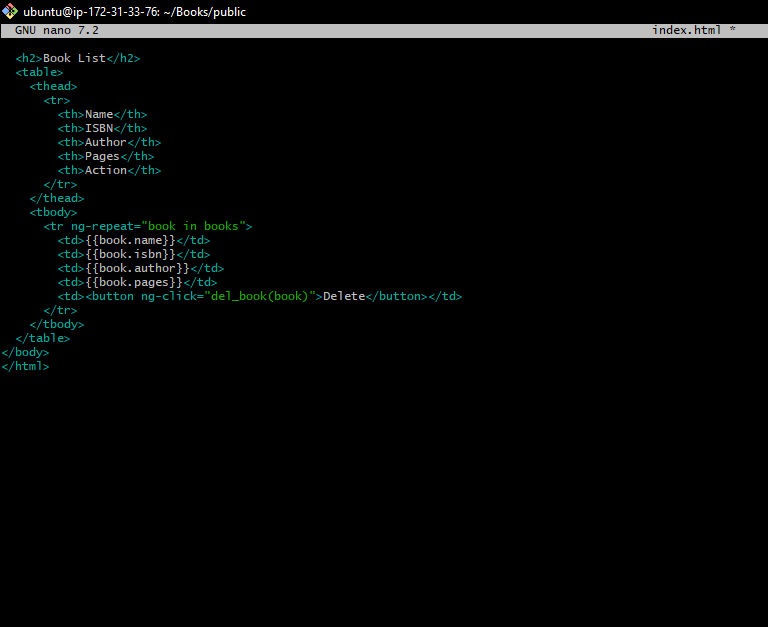 ubuntu@ip-172-31-33-76: ~/Books/public
GNU nano 7.2 index.html *
<h2>Book List</h2>
<table>
<thead>
<tr>
<th>Name</th>
<th>ISBN</th>
<th>Author</th>
<th>Pages</th>
<th>Action</th>
</tr>
</thead>
<tbody>
<tr ng-repeat="book in books">
<td>{{book.name}}</td>
<td>{{book.isbn}}</td>
<td>{{book.author}}</td>
<td>{{book.pages}}</td>
<td><button ng-click="del_book(book)">Delete</button></td>
</tr>
</tbody>
</table>
</body>
</html>